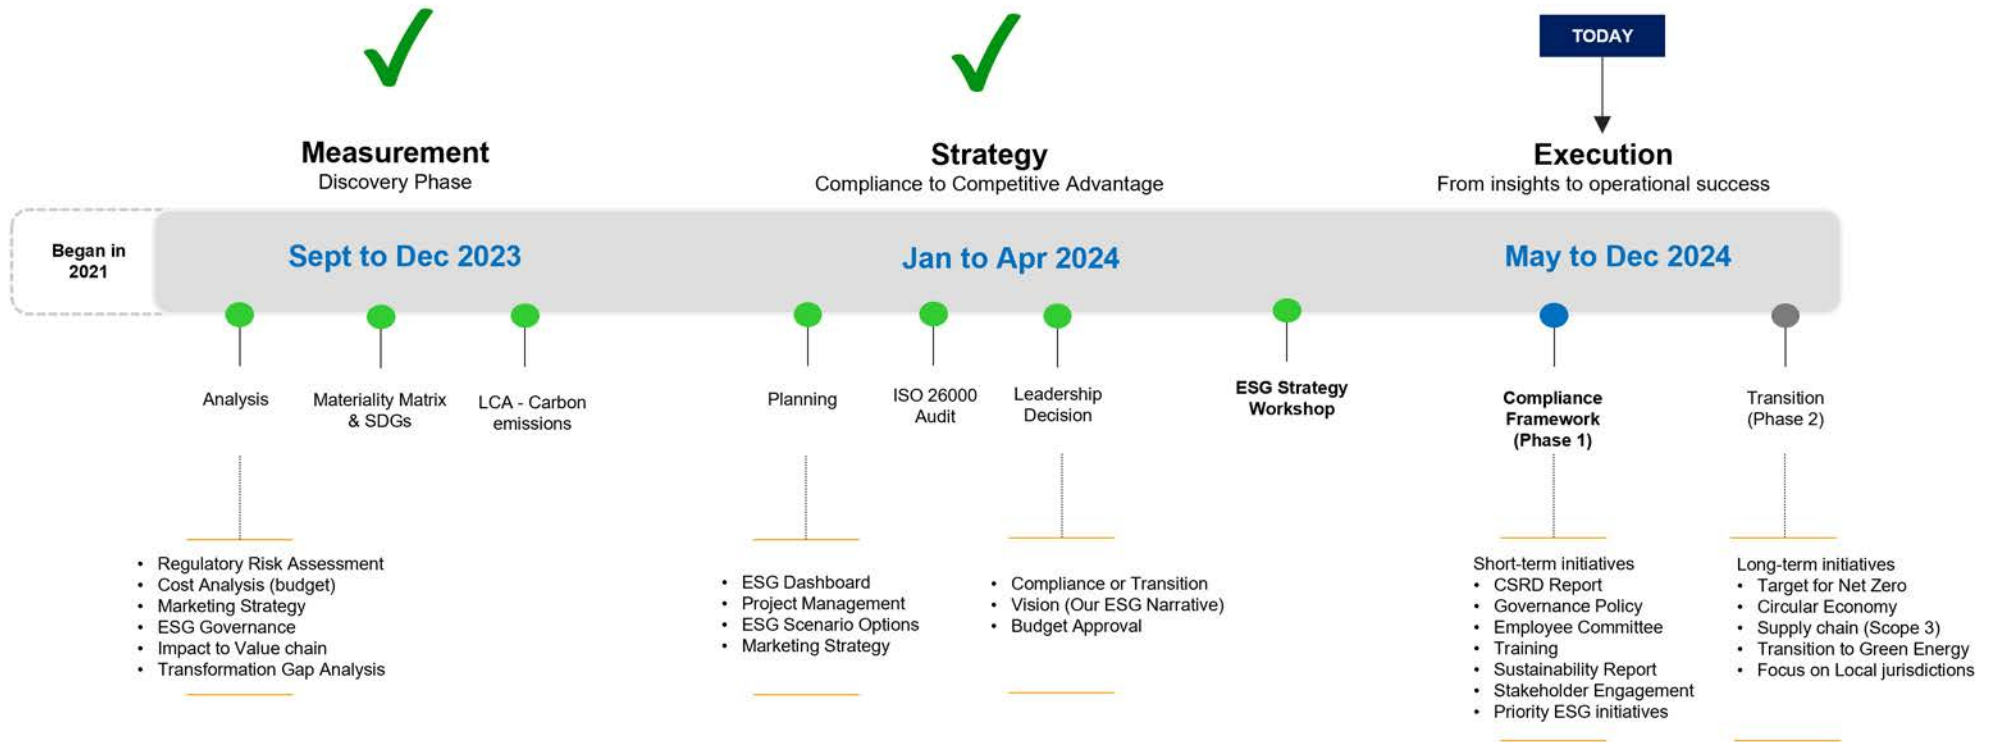 TODAY
Measurement
Discovery Phase
Strategy
Compliance to Competitive Advantage
Execution
From insights to operational success
Began in
2021
Sept to Dec 2023
Jan to Apr 2024
May to Dec 2024
Analysis
Materiality Matrix
& SDGs
LCA - Carbon
emissions
Planning
ISO 26000
Audit
Leadership
Decision
ESG Strategy
Workshop
Compliance
Framework
(Phase 1)
Transition
(Phase 2)
• Regulatory Risk Assessment
• Cost Analysis (budget)
• Marketing Strategy
• ESG Governance
• Impact to Value chain
• Transformation Gap Analysis
• ESG Dashboard
• Project Management
• ESG Scenario Options
• Marketing Strategy
• Compliance or Transition
• Vision (Our ESG Narrative)
• Budget Approval
Short-term initiatives
• CSRD Report
• Governance Policy
• Employee Committee
• Training
• Sustainability Report
• Stakeholder Engagement
• Priority ESG initiatives
Long-term initiatives
• Target for Net Zero
• Circular Economy
• Supply chain (Scope 3)
• Transition to Green Energy
• Focus on Local jurisdictions